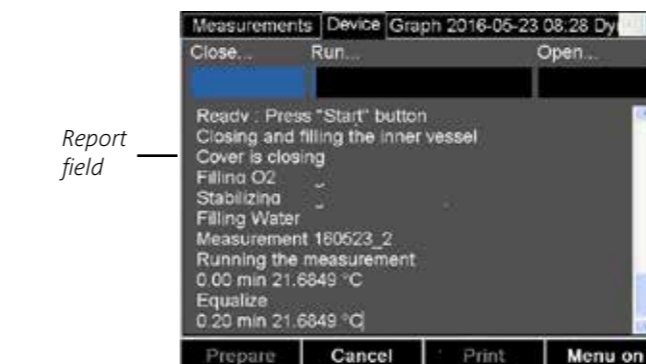 Measurements Device Graph 2016-05-23 08:28 Dy
Close... Run... Open...
Report
field
Ready : Press "Start" button
Closing and filling the inner vessel
Cover is closing
Filling O2
Stabilizing
Filling Water
Measurement 160523_2
Running the measurement
0.00 min 21.6849 °C
Equalize
0.20 min 21.6849 °C
Prepare Cancel Print Menu on